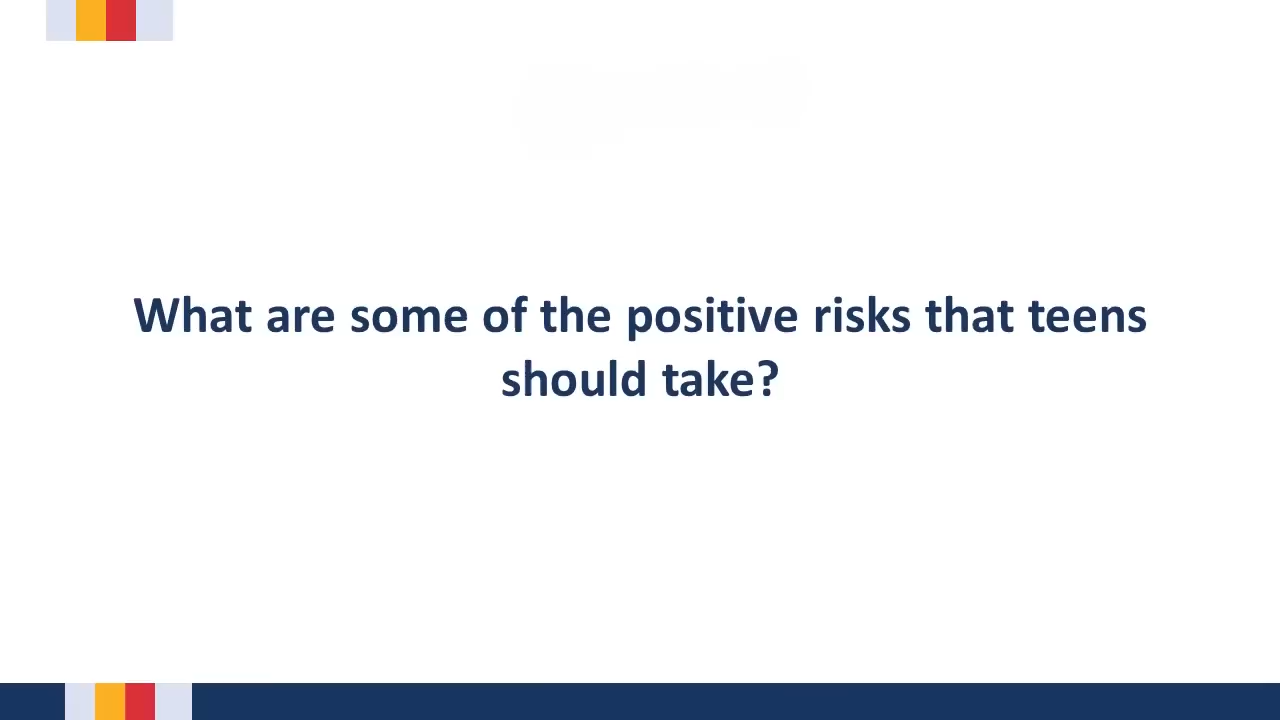 What are some of the positive risks that teens
should take?